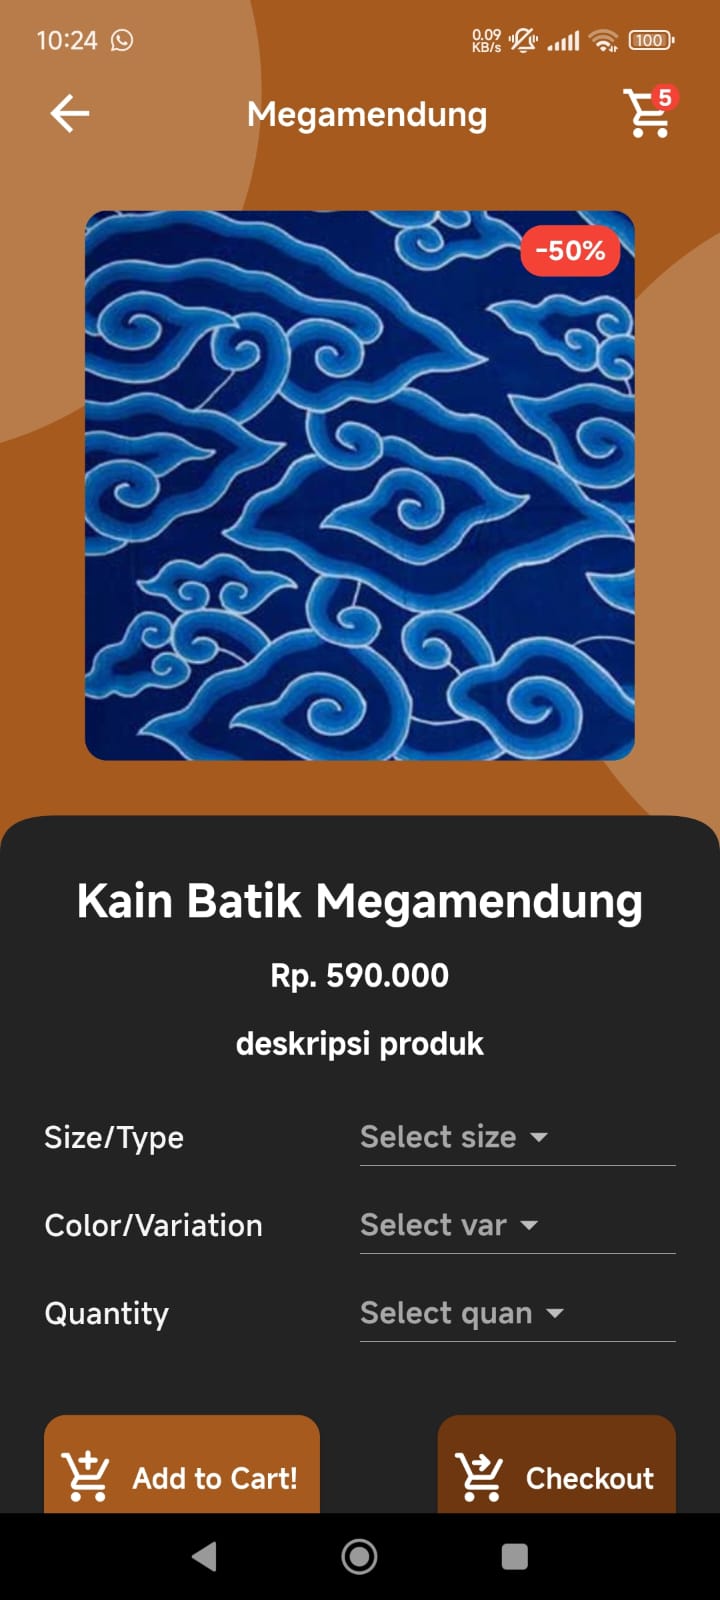 10:24
0.09
KB/s
100
Megamendung
5
-50%
Kain Batik Megamendung
Rp. 590.000
deskripsi produk
Size/Type
Select size
Color/Variation
Select var
Quantity
Select quan
Add to Cart!
Checkout